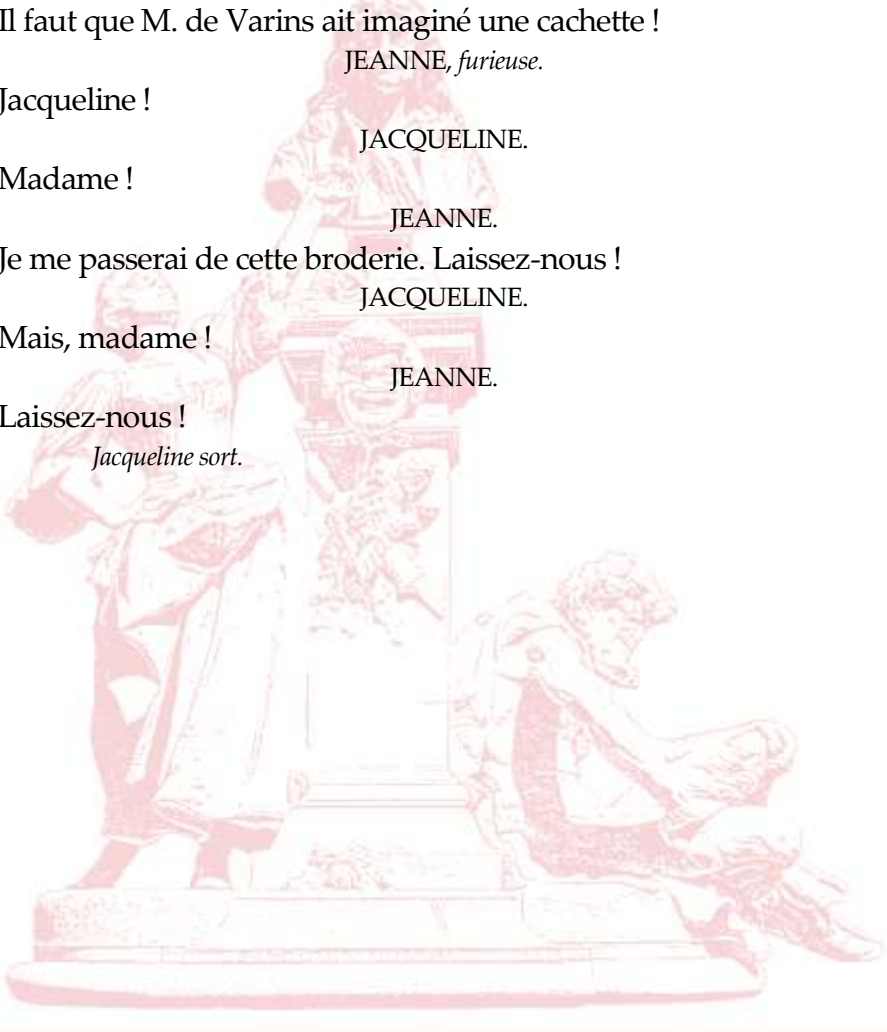 Il faut que M. de Varins ait imaginé une cachette !
JEANNE, furieuse.
Jacqueline !
JACQUELINE.
Madame !
JEANNE.
Je me passerai de cette broderie. Laissez-nous !
JACQUELINE.
Mais, madame !
JEANNE.
Laissez-nous !
Jacqueline sort.